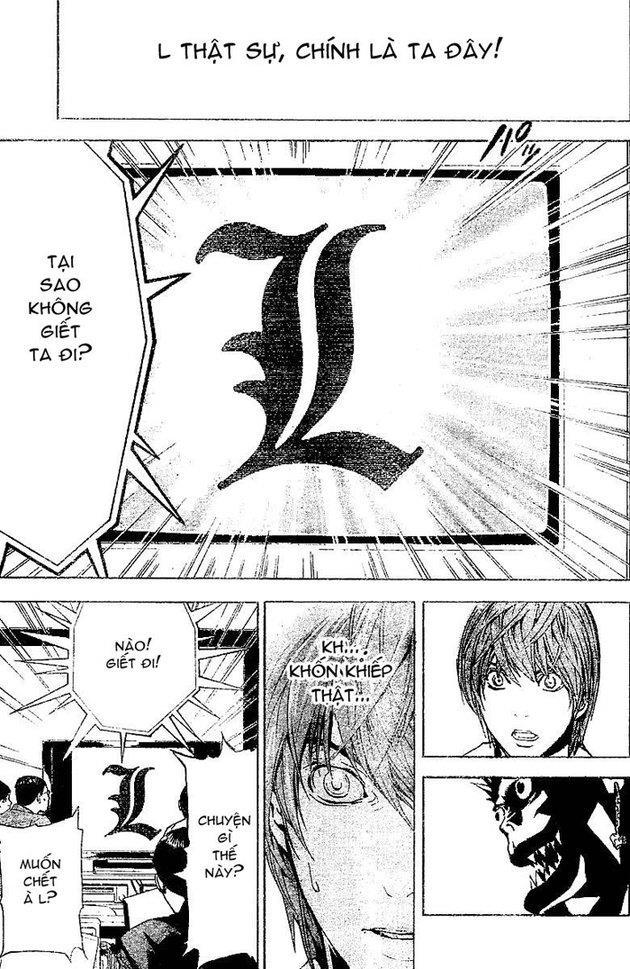 L THẬT SỰ, CHÍNH LÀ TA ĐÂY!
L
TẠI
SAO
KHÔNG
GIẾT
TA ĐI?
KH...
KHÓN KHIẾP
THẬT...
NÀO!
GIẾT ĐI!
L
CHUYỆN
GÌ
THẾ
NÀY?
MUỐN
CHẾT
À L?